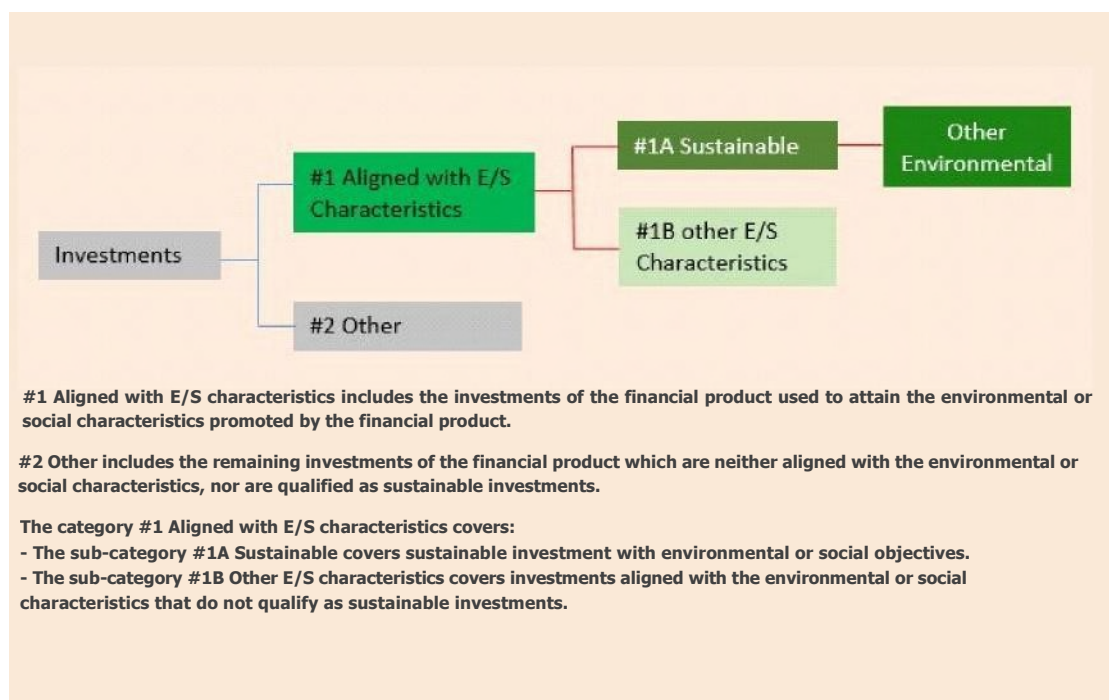 Other
Environmental
#1A Sustainable
#1 Aligned with E/S
Characteristics
#1B other E/S
Characteristics
Investments
#2 Other
#1 Aligned with E/S characteristics includes the investments of the financial product used to attain the environmental or
social characteristics promoted by the financial product.
#2 Other includes the remaining investments of the financial product which are neither aligned with the environmental or
social characteristics, nor are qualified as sustainable investments.
The category #1 Aligned with E/S characteristics covers:
- The sub-category #1A Sustainable covers sustainable investment with environmental or social objectives.
- The sub-category #1B Other E/S characteristics covers investments aligned with the environmental or social
characteristics that do not qualify as sustainable investments.